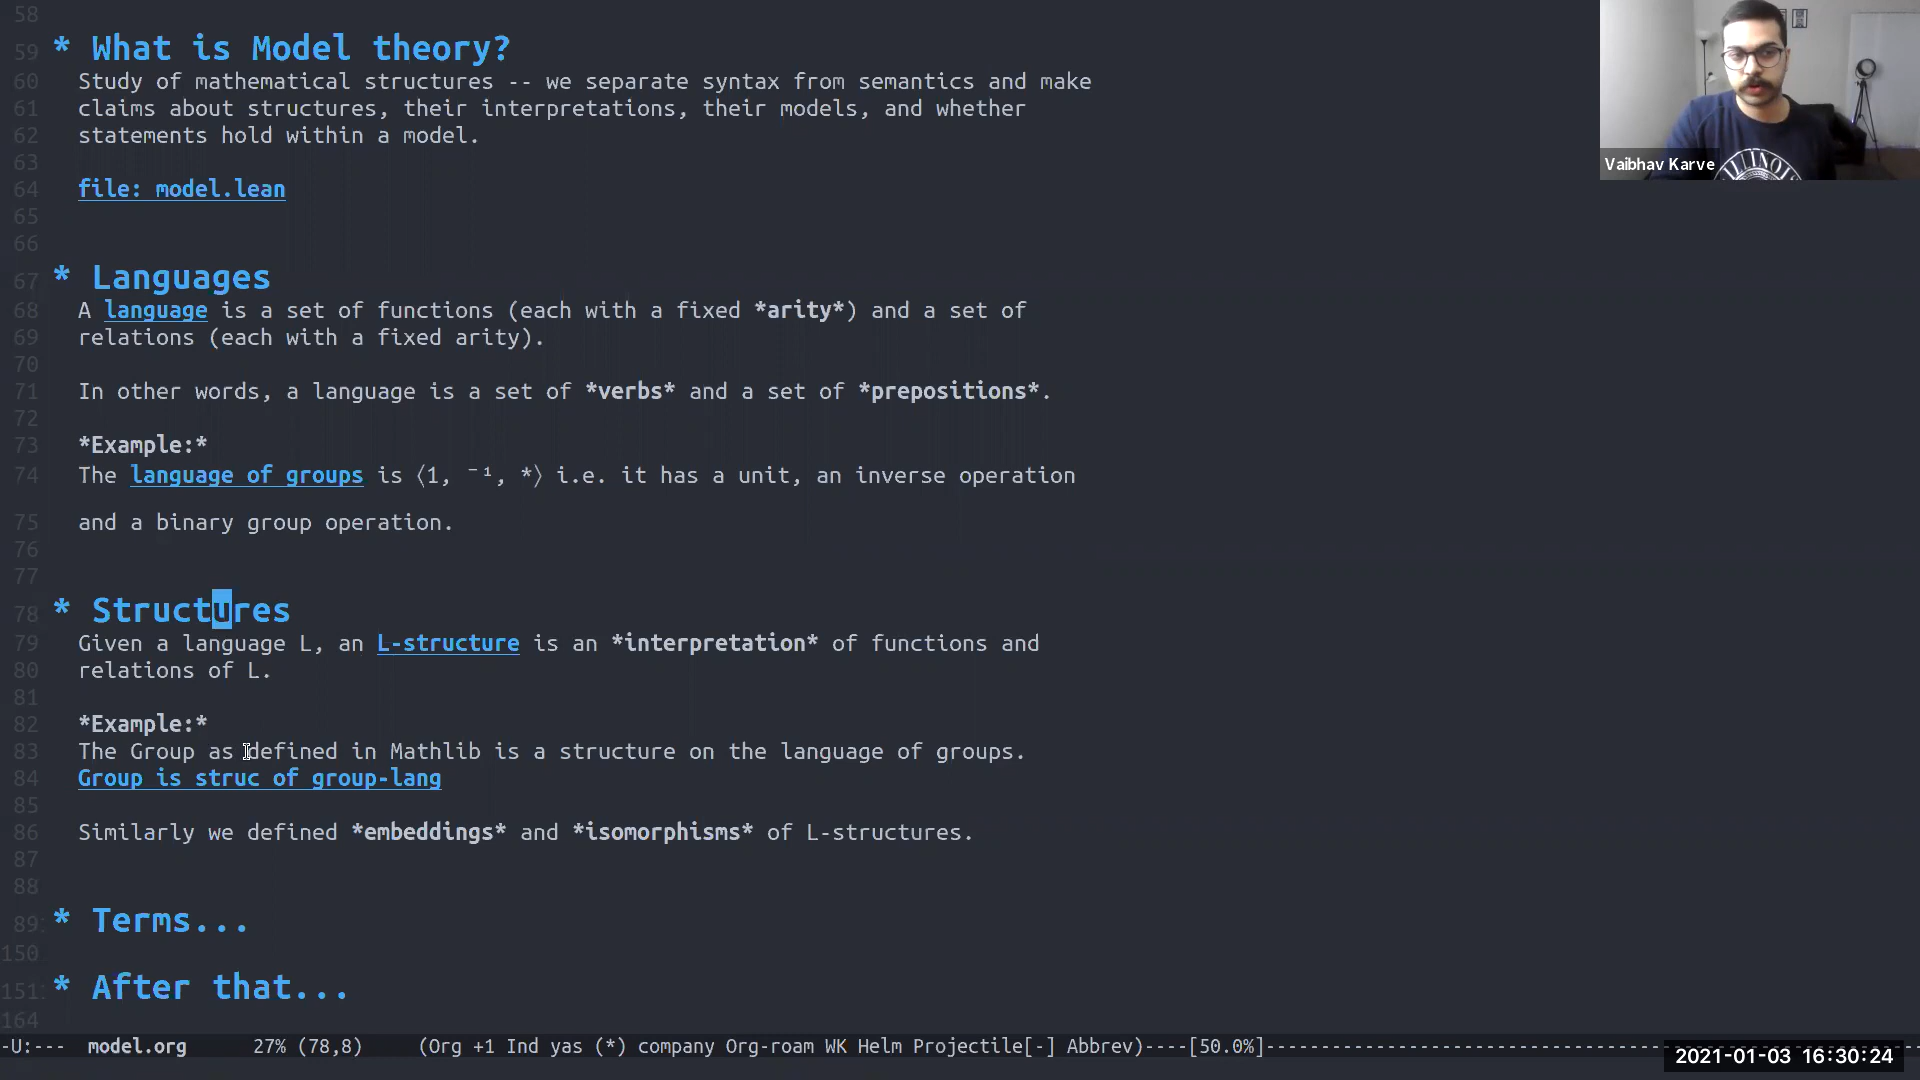 58
59 * What is Model theory?
60 Study of mathematical structures -- we separate syntax from semantics and make
61 claims about structures, their interpretations, their models, and whether
62 statements hold within a model.
63
64 file: model.lean
65
66
67 * Languages
68 A language is a set of functions (each with a fixed *arity*) and a set of
69 relations (each with a fixed arity).
70
71 In other words, a language is a set of *verbs* and a set of *prepositions*.
72
73 *Example:*
74 The language of groups is ⟨1, ⁻¹, *⟩ i.e. it has a unit, an inverse operation
75 and a binary group operation.
76
77
78 * Structures
79 Given a language L, an L-structure is an *interpretation* of functions and
80 relations of L.
81
82 *Example:*
83 The Group as defined in Mathlib is a structure on the language of groups.
84 Group is struc of group-lang
85
86 Similarly we defined *embeddings* and *isomorphisms* of L-structures.
87
88
89 * Terms...
150
151 * After that...
164
-U:--- model.org 27% (78,8) (Org +1 Ind yas (*) company Org-roam WK Helm Projectile[-] Abbrev)----[50.0%]-----
Vaibhav Karve
ILLINOIS
2021-01-03 16:30:24